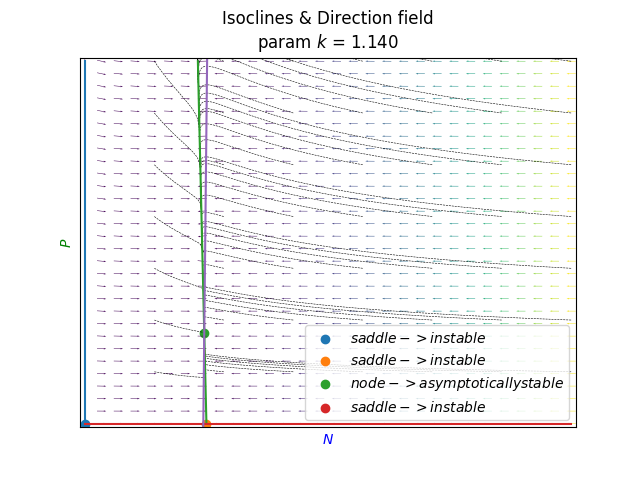 Isoclines & Direction field
param k = 1.140
P
saddle − > instable
saddle − > instable
node − > asymptoticallystable
saddle − > instable
N